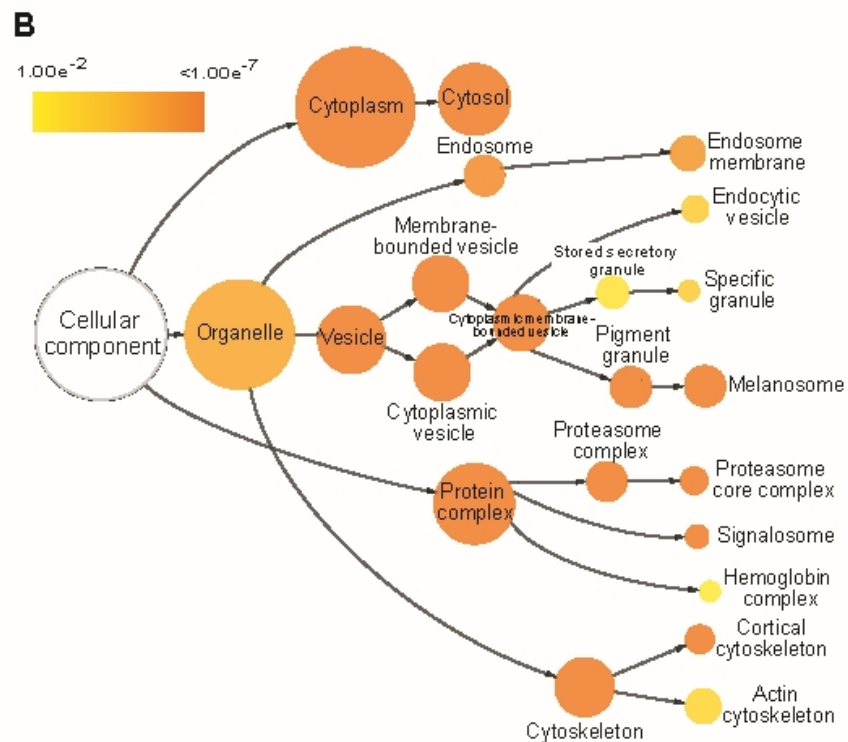 B
1.00e-2
<1.00e-7
Cytoplasm
Cytosol
Endosome
Endosome
membrane
Endocytic
vesicle
Membrane-
bounded vesicle
Stored secretory
granule
Specific
granule
Cellular
component
Organelle
Vesicle
Cytoplasmic membrane-
bounded vesicle
Pigment
granule
Melanosome
Cytoplasmic
vesicle
Proteasome
complex
Proteasome
core complex
Protein
complex
Signalosome
Hemoglobin
complex
Cortical
cytoskeleton
Actin
cytoskeleton
Cytoskeleton